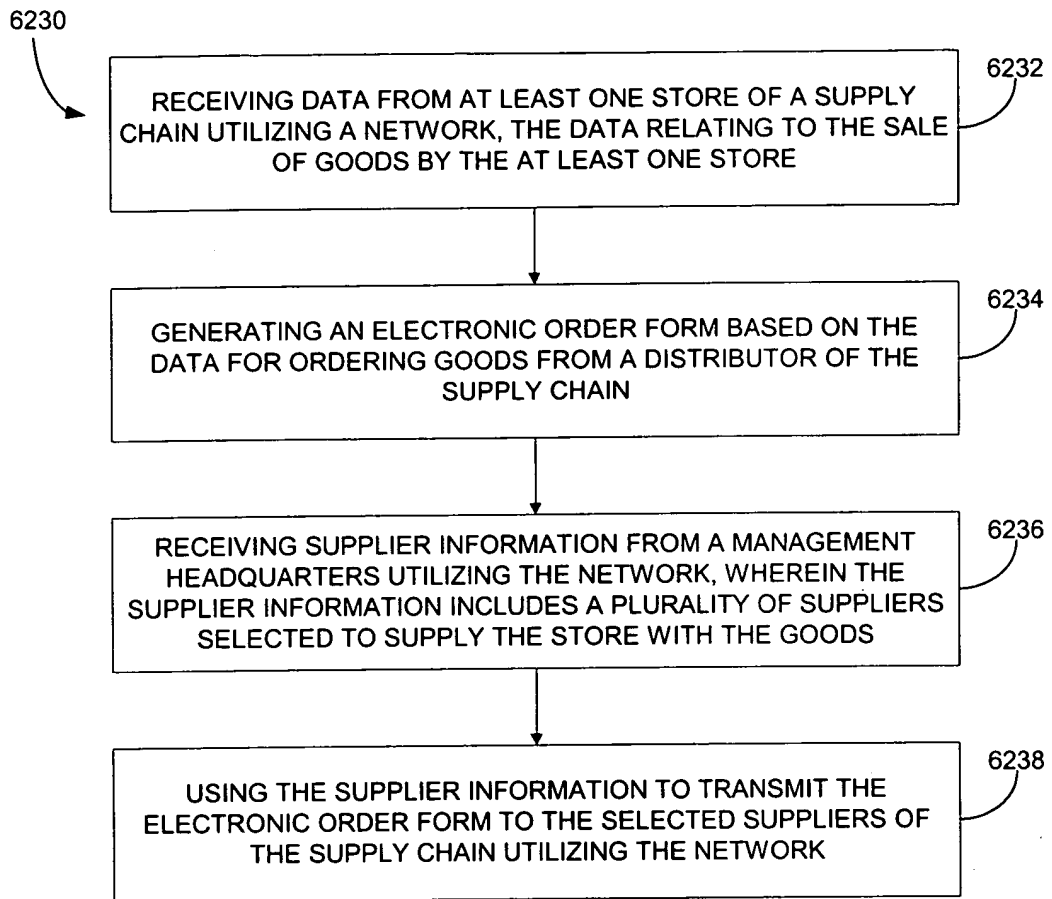 6230
6232
RECEIVING DATA FROM AT LEAST ONE STORE OF A SUPPLY
CHAIN UTILIZING A NETWORK, THE DATA RELATING TO THE SALE
OF GOODS BY THE AT LEAST ONE STORE
6234
GENERATING AN ELECTRONIC ORDER FORM BASED ON THE
DATA FOR ORDERING GOODS FROM A DISTRIBUTOR OF THE
SUPPLY CHAIN
6236
RECEIVING SUPPLIER INFORMATION FROM A MANAGEMENT
HEADQUARTERS UTILIZING THE NETWORK, WHEREIN THE
SUPPLIER INFORMATION INCLUDES A PLURALITY OF SUPPLIERS
SELECTED TO SUPPLY THE STORE WITH THE GOODS
6238
USING THE SUPPLIER INFORMATION TO TRANSMIT THE
ELECTRONIC ORDER FORM TO THE SELECTED SUPPLIERS OF
THE SUPPLY CHAIN UTILIZING THE NETWORK